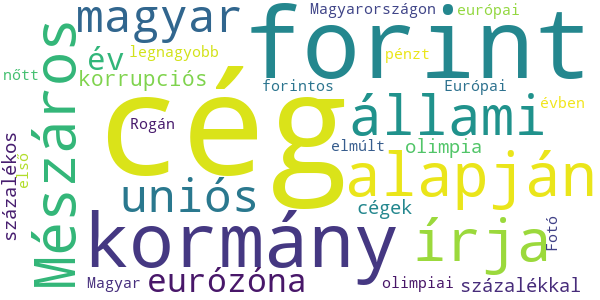 magyar
Magyarországon
európai
forint
év
legnagyobb
pénzt
nőtt
korrupciós
forintos
Európai
Mészáros
cég
állami
évben
Rogán
százalékos
első
elmúlt
olimpia
alapján
uniós
cégek
kormány
írja
Fotó
Magyar
eurózóna
olimpiai
százalékkal